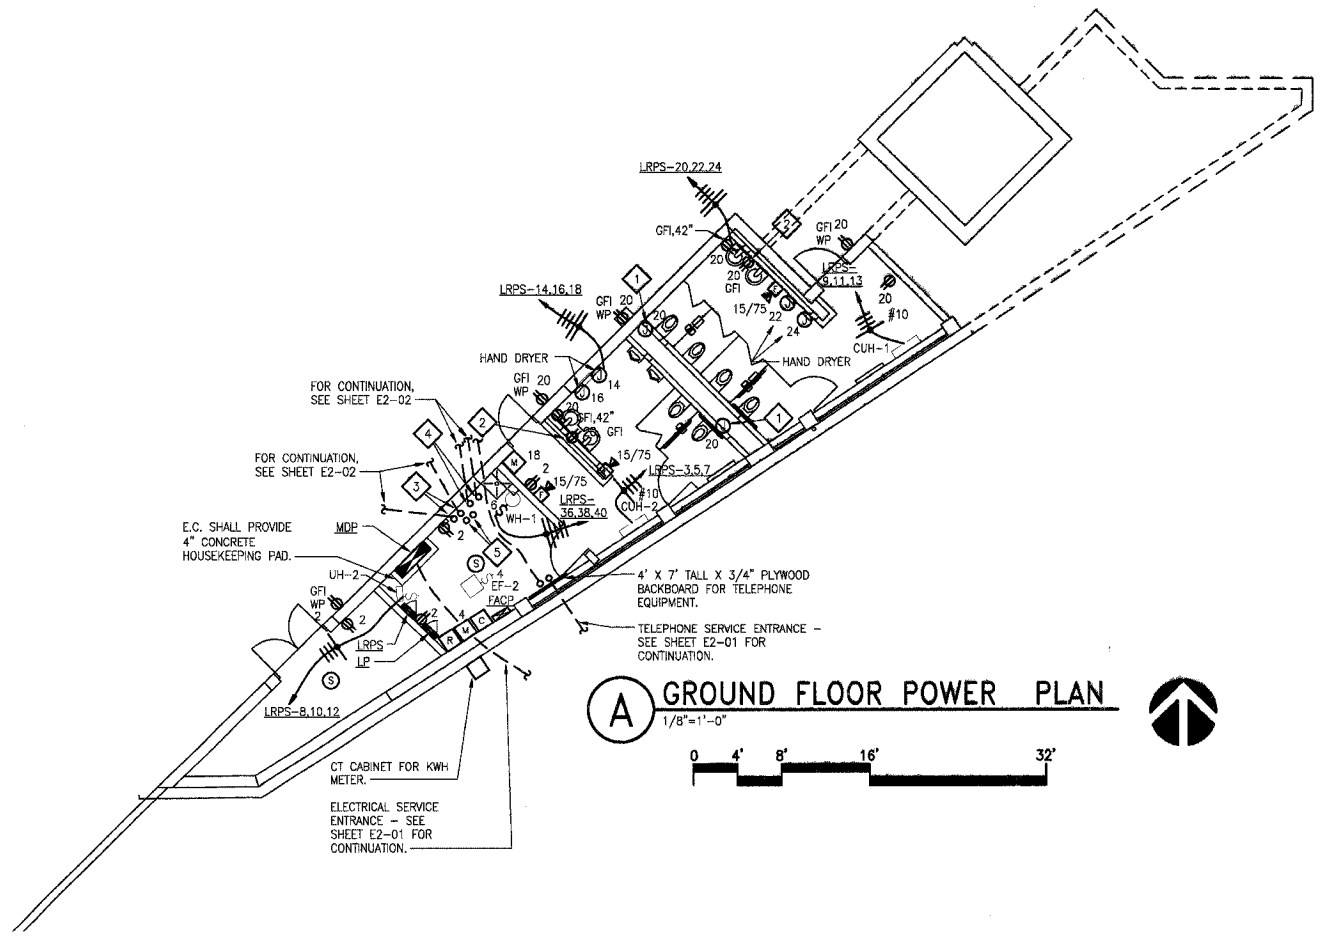 LRPS-20,22,24
GFI,42"
2
GFI 20
WP
20
20
GFI
LRPS-
9,11,13
1
LRPS-14,16,18
GFI 20
WP
20
15/75
22
24
20
#10
CUH-1
HAND DRYER
HAND DRYER
14
16
FOR CONTINUATION,
SEE SHEET E2-02
GFI 20
WP
20
GFI,42"
GFI
1
20
4
2
FOR CONTINUATION,
SEE SHEET E2-02
18
M
2
15/75
15/75
F
LRPS-3,5,7
3
6
WH-1
LRPS-
36,38,40
#10
CUH-2
E.C. SHALL PROVIDE
4" CONCRETE
HOUSEKEEPING PAD.
MDP
2
5
S
UH-2
4
EF-2
FACP
4' X 7' TALL X 3/4" PLYWOOD
BACKBOARD FOR TELEPHONE
EQUIPMENT.
GFI
WP
2
2
2
4
R
M
C
LRPS
LP
TELEPHONE SERVICE ENTRANCE –
SEE SHEET E2-01 FOR
CONTINUATION.
S
LRPS-8,10,12
A
GROUND FLOOR POWER PLAN
1/8"=1'-0"
0 4' 8' 16' 32'
CT CABINET FOR KWH
METER.
ELECTRICAL SERVICE
ENTRANCE – SEE
SHEET E2-01 FOR
CONTINUATION.